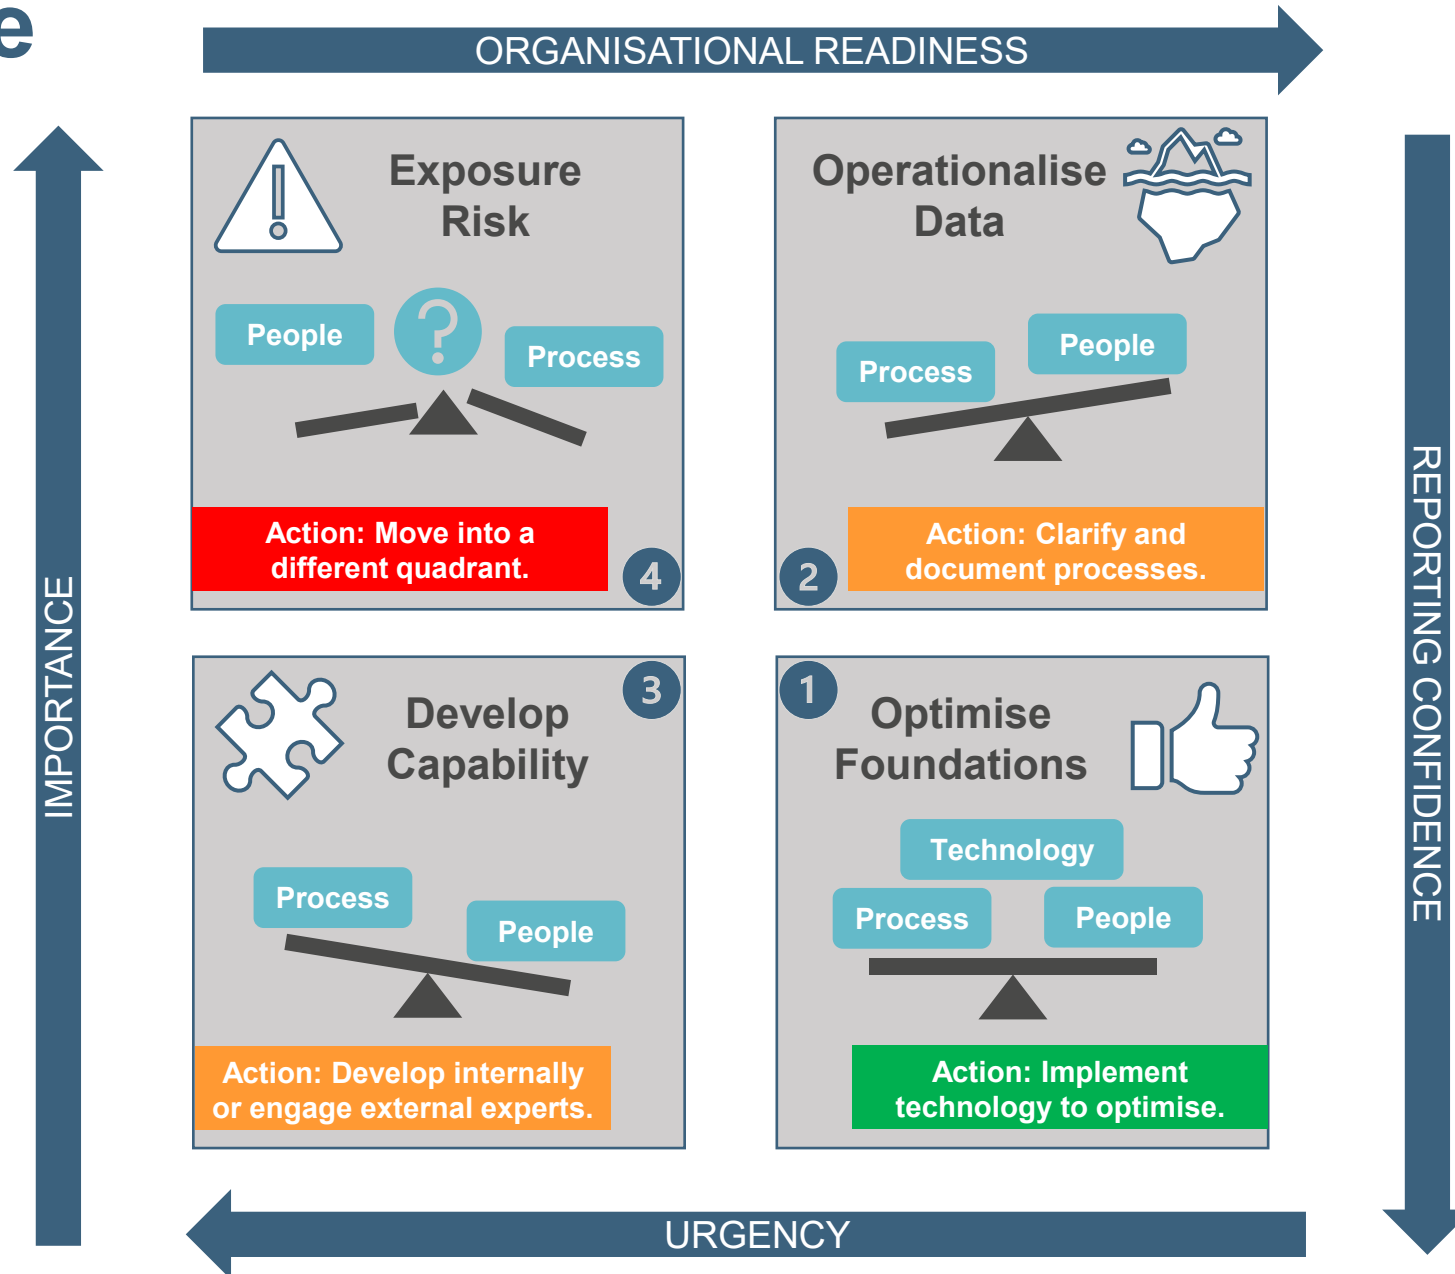 e
ORGANISATIONAL READINESS
IMPORTANCE
Exposure
Risk
People
?
Process
Action: Move into a
different quadrant.
4
Operationalise
Data
Process
People
2
Action: Clarify and
document processes.
REPORTING CONFIDENCE
3
Develop
Capability
Process
People
Action: Develop internally
or engage external experts.
1
Optimise
Foundations
Technology
Process
People
Action: Implement
technology to optimise.
URGENCY